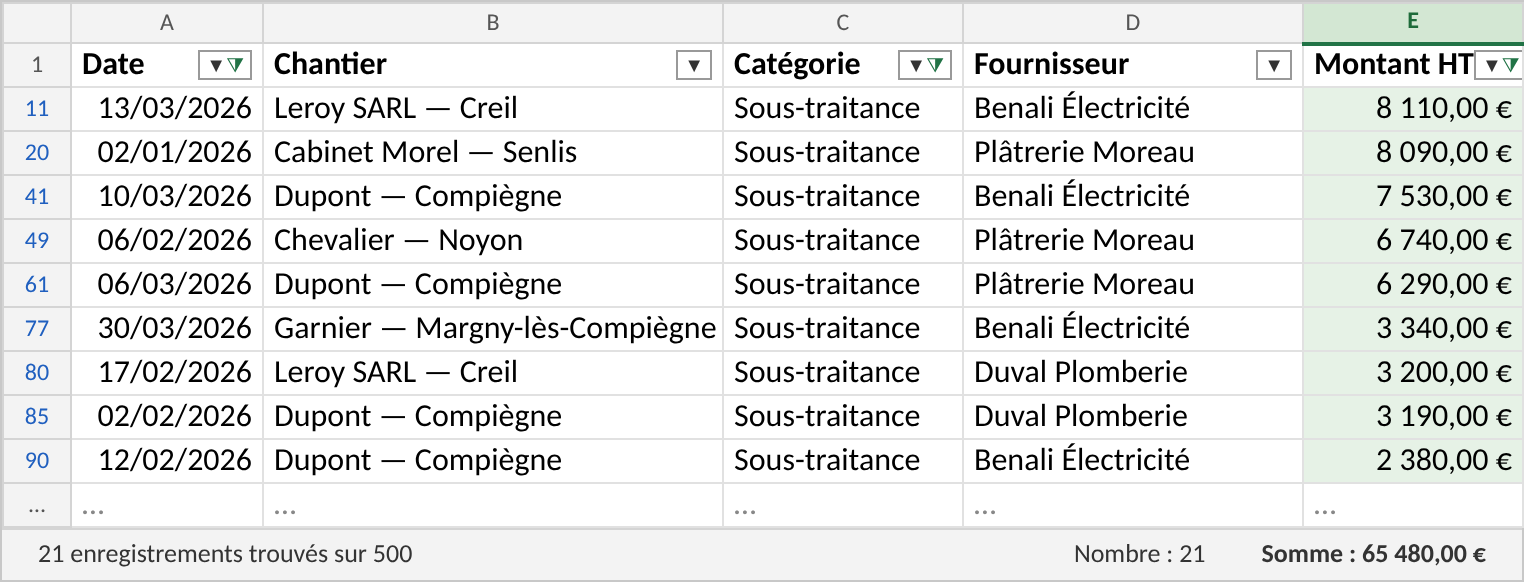 A B C D E
1 Date Chantier Catégorie Fournisseur Montant HT
11 13/03/2026 Leroy SARL — Creil Sous-traitance Benali Électricité 8 110,00 €
20 02/01/2026 Cabinet Morel — Senlis Sous-traitance Plâtrerie Moreau 8 090,00 €
41 10/03/2026 Dupont — Compiègne Sous-traitance Benali Électricité 7 530,00 €
49 06/02/2026 Chevalier — Noyon Sous-traitance Plâtrerie Moreau 6 740,00 €
61 06/03/2026 Dupont — Compiègne Sous-traitance Plâtrerie Moreau 6 290,00 €
77 30/03/2026 Garnier — Margny-lès-Compiègne Sous-traitance Benali Électricité 3 340,00 €
80 17/02/2026 Leroy SARL — Creil Sous-traitance Duval Plomberie 3 200,00 €
85 02/02/2026 Dupont — Compiègne Sous-traitance Duval Plomberie 3 190,00 €
90 12/02/2026 Dupont — Compiègne Sous-traitance Benali Électricité 2 380,00 €
... ... ... ... ... ...
21 enregistrements trouvés sur 500 Nombre : 21 Somme : 65 480,00 €